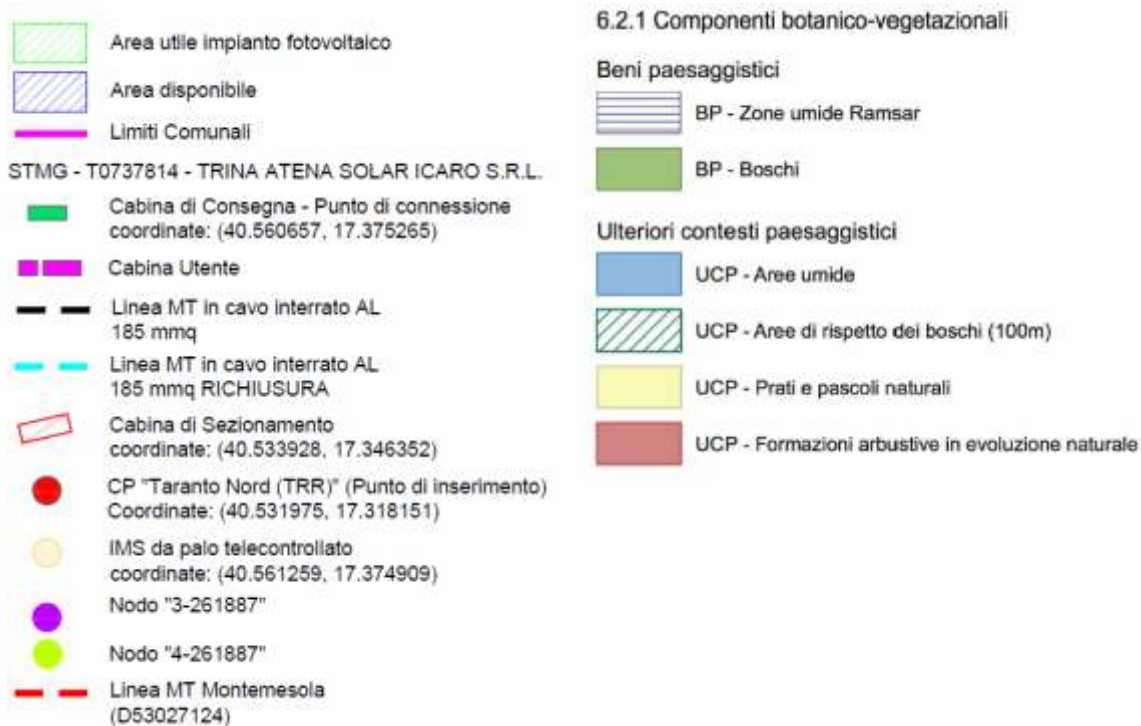 Area utile impianto fotovoltaico
Area disponibile
Limiti Comunali
STMG - T0737814 - TRINA ATENA SOLAR ICARO S.R.L.
Cabina di Consegna - Punto di connessione
coordinate: (40.560657, 17.375265)
Cabina Utente
Linea MT in cavo interrato AL
185 mmq
Linea MT in cavo interrato AL
185 mmq RICHIUSURA
Cabina di Sezionamento
coordinate: (40.533928, 17.346352)
CP "Taranto Nord (TRR)" (Punto di inserimento)
Coordinate: (40.531975, 17.318151)
IMS da palo telecontrollato
coordinate: (40.561259, 17.374909)
Nodo "3-261887"
Nodo "4-261887"
Linea MT Montemesola
(D53027124)
6.2.1 Componenti botanico-vegetazionali
Beni paesaggistici
BP - Zone umide Ramsar
BP - Boschi
Ulteriori contesti paesaggistici
UCP - Aree umide
UCP - Aree di rispetto dei boschi (100m)
UCP - Prati e pascoli naturali
UCP - Formazioni arbustive in evoluzione naturale